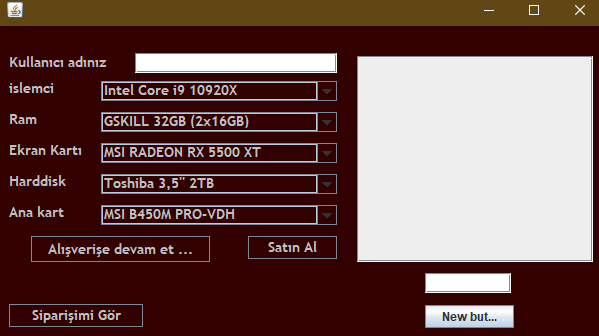 Kullanıcı adınız
islemci
Intel Core i9 10920X
Ram
GSKILL 32GB (2x16GB)
Ekran Kartı
MSI RADEON RX 5500 XT
Harddisk
Toshiba 3,5" 2TB
Ana kart
MSI B450M PRO-VDH
Alışverişe devam et ...
Satın Al
Siparişimi Gör
New but...